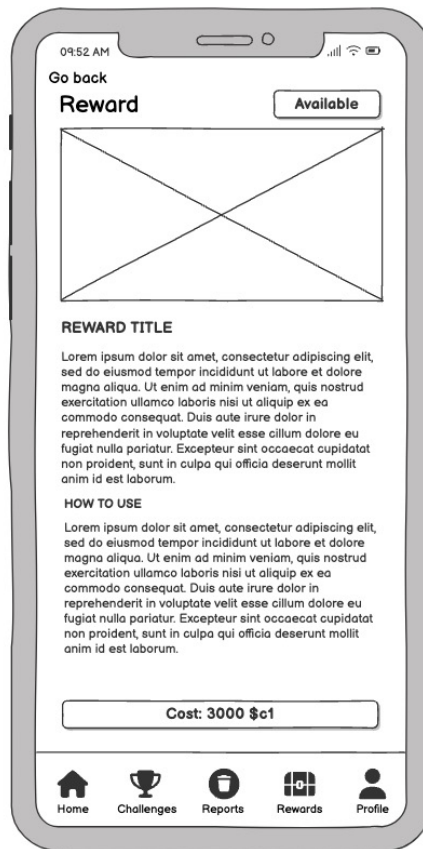 09:52 AM
Go back
Reward
Available
REWARD TITLE
Lorem ipsum dolor sit amet, consectetur adipiscing elit,
sed do eiusmod tempor incididunt ut labore et dolore
magna aliqua. Ut enim ad minim veniam, quis nostrud
exercitation ullamco laboris nisi ut aliquip ex ea
commodo consequat. Duis aute irure dolor in
reprehenderit in voluptate velit esse cillum dolore eu
fugiat nulla pariatur. Excepteur sint occaecat cupidatat
non proident, sunt in culpa qui officia deserunt mollit
anim id est laborum.
HOW TO USE
Lorem ipsum dolor sit amet, consectetur adipiscing elit,
sed do eiusmod tempor incididunt ut labore et dolore
magna aliqua. Ut enim ad minim veniam, quis nostrud
exercitation ullamco laboris nisi ut aliquip ex ea
commodo consequat. Duis aute irure dolor in
reprehenderit in voluptate velit esse cillum dolore eu
fugiat nulla pariatur. Excepteur sint occaecat cupidatat
non proident, sunt in culpa qui officia deserunt mollit
anim id est laborum.
Cost: 3000 $c1
Home
Challenges
Reports
Rewards
Profile